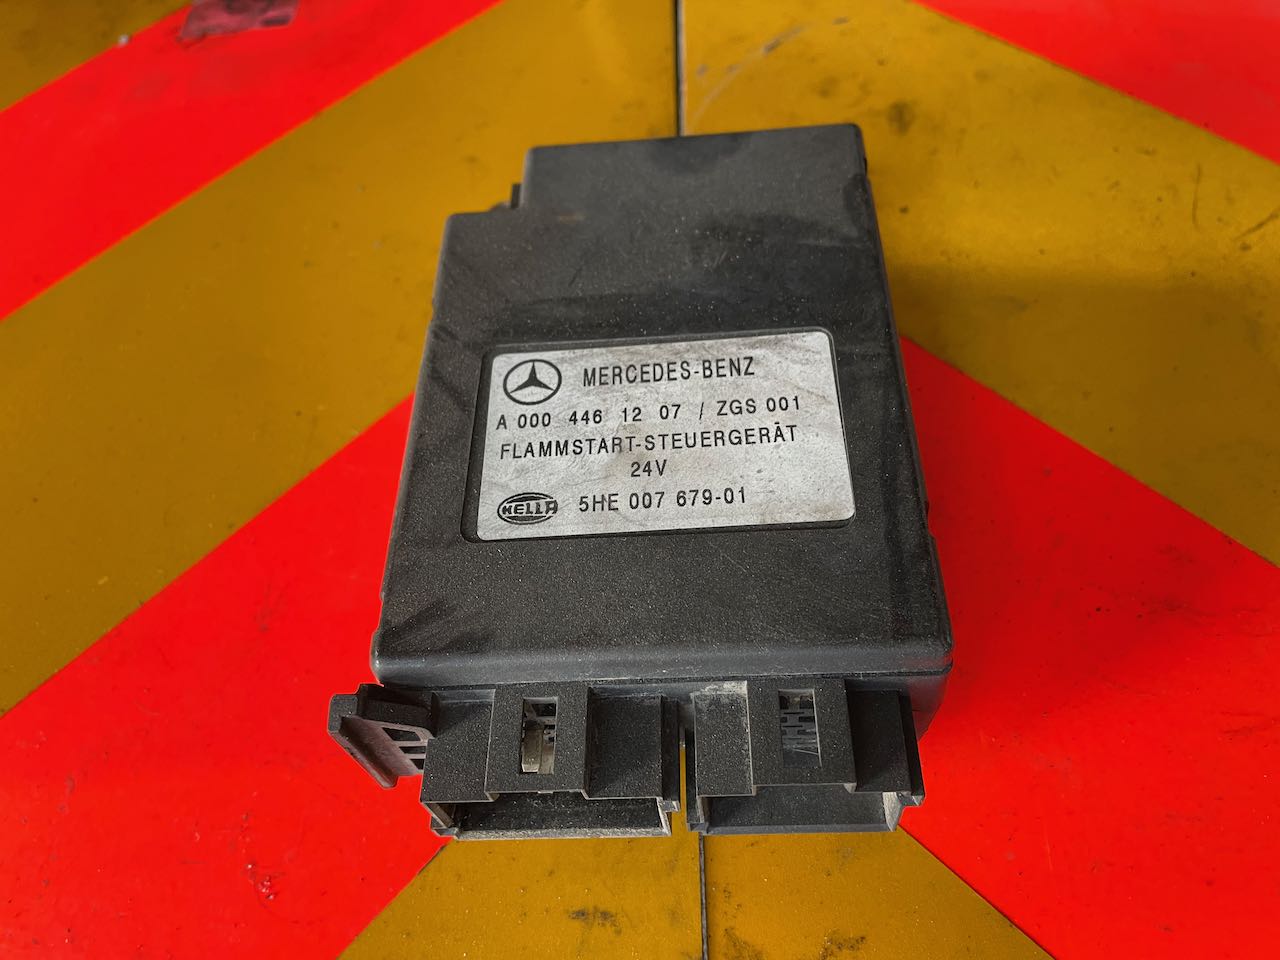 MERCEDES-BENZ
A 000 446 12 07 / ZGS 001
FLAMMSTART-STEUERGERÄT
24V
HELLA 5HE 007 679-01